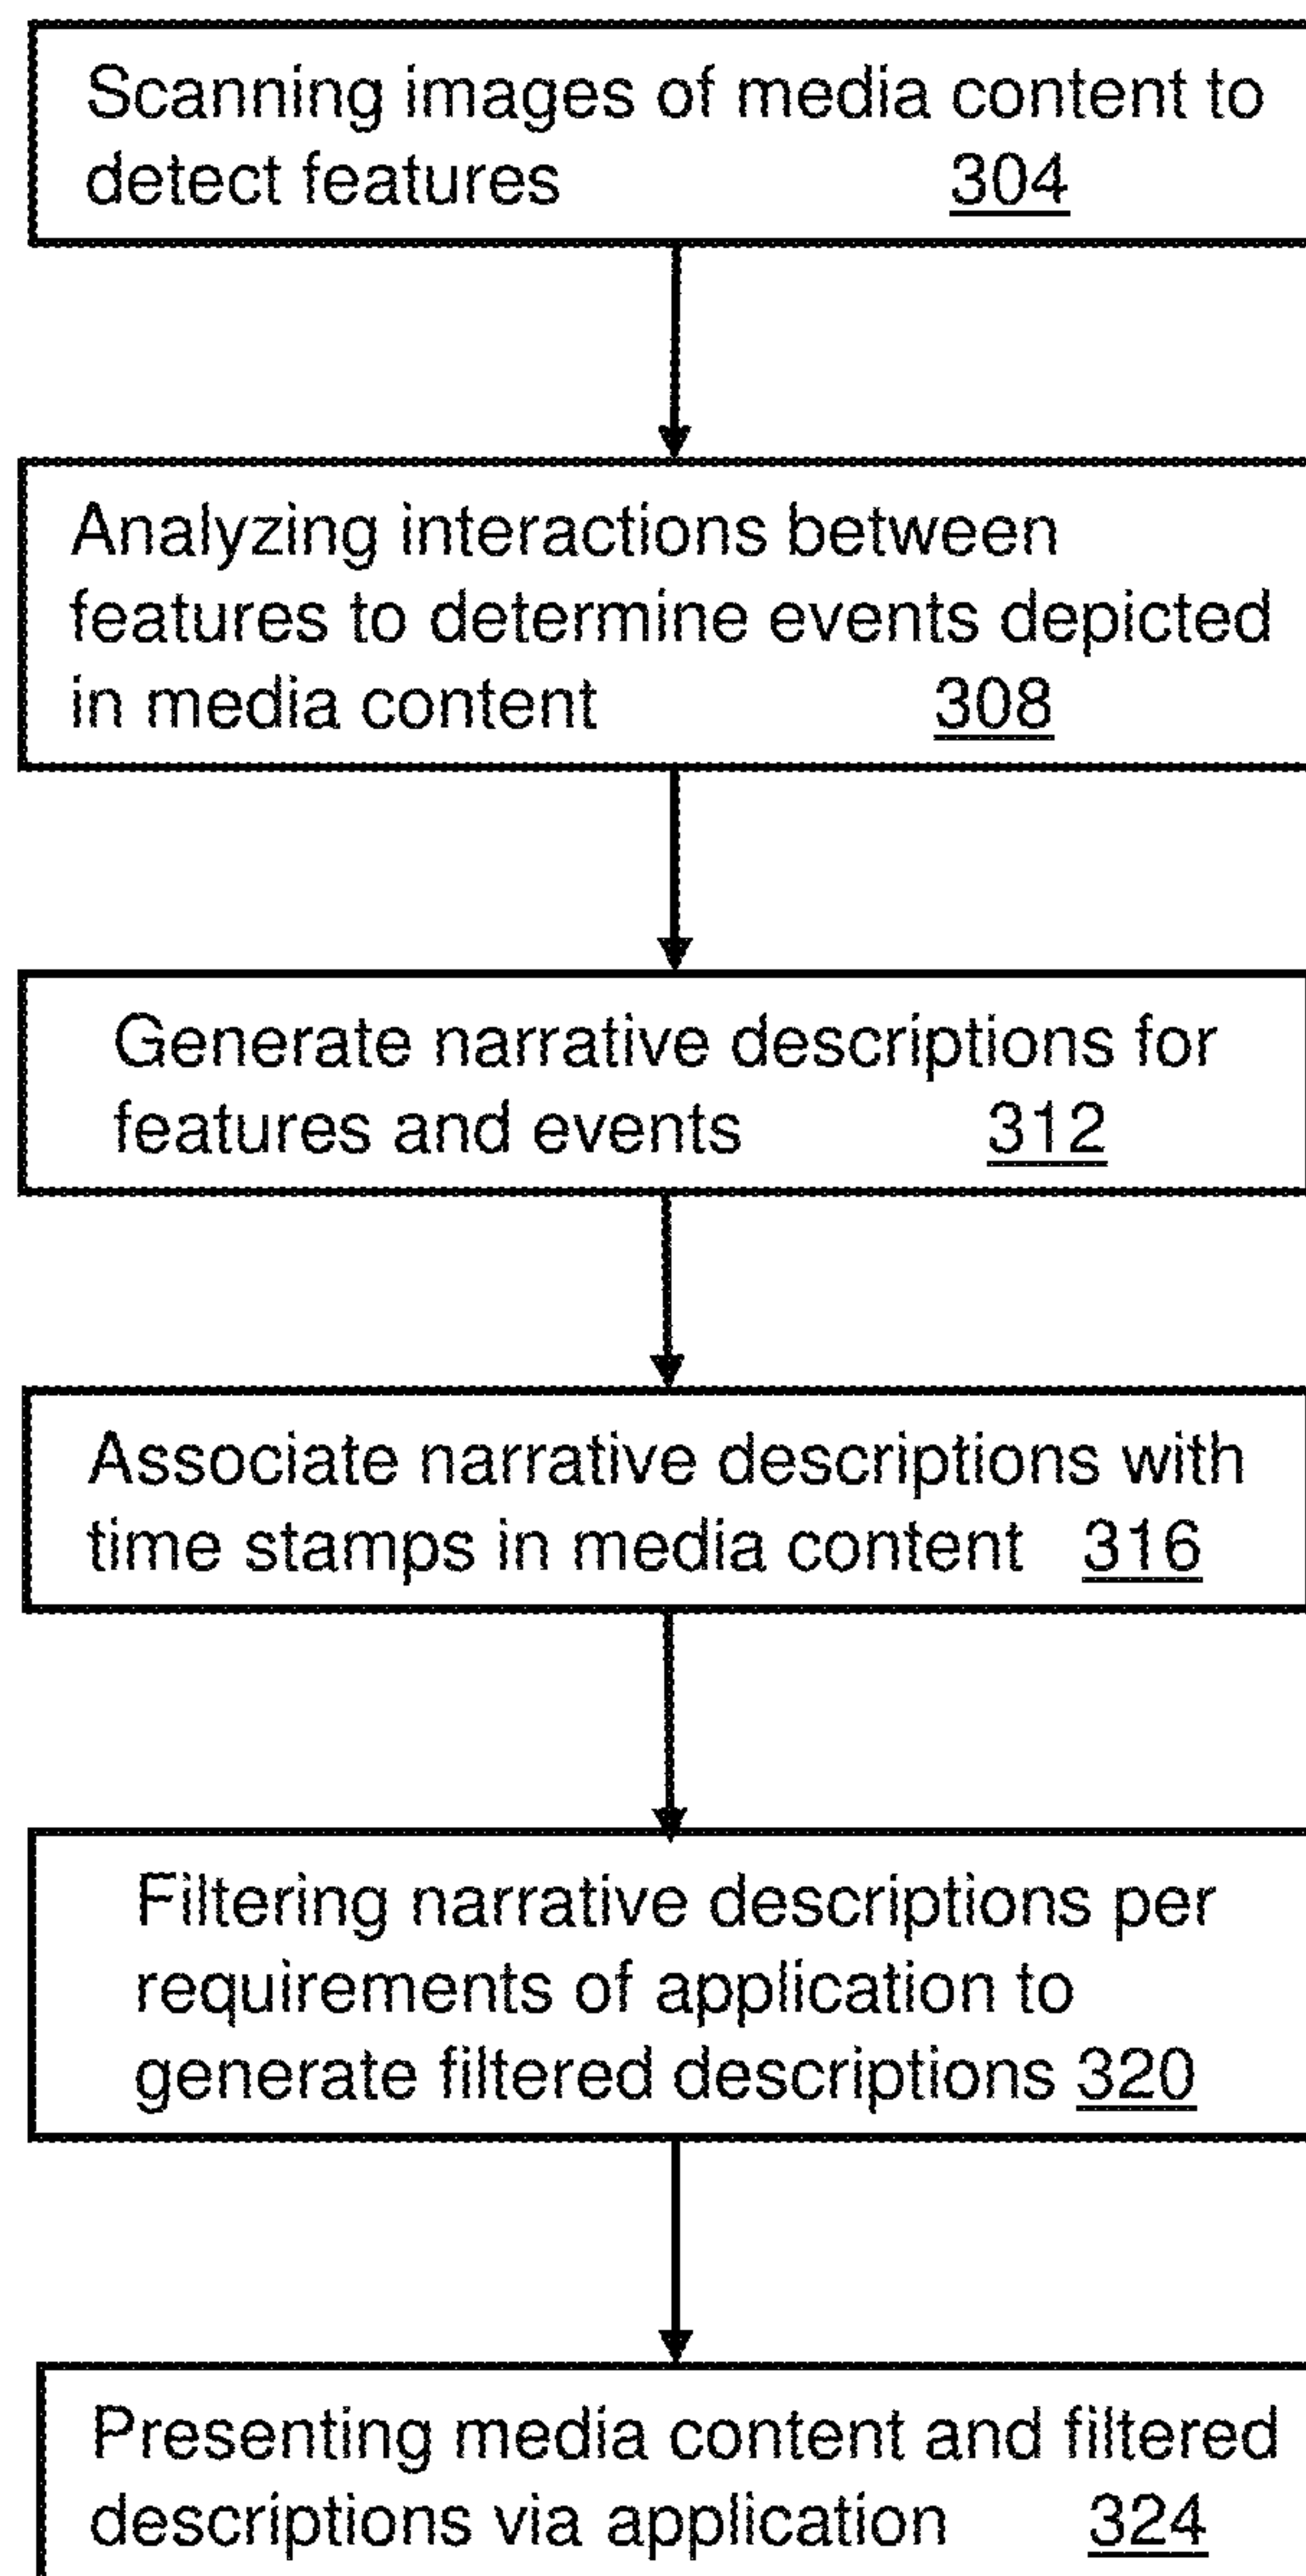 Scanning images of media content to
detect features 304
Analyzing interactions between
features to determine events depicted
in media content 308
Generate narrative descriptions for
features and events 312
Associate narrative descriptions with
time stamps in media content 316
Filtering narrative descriptions per
requirements of application to
generate filtered descriptions 320
Presenting media content and filtered
descriptions via application 324